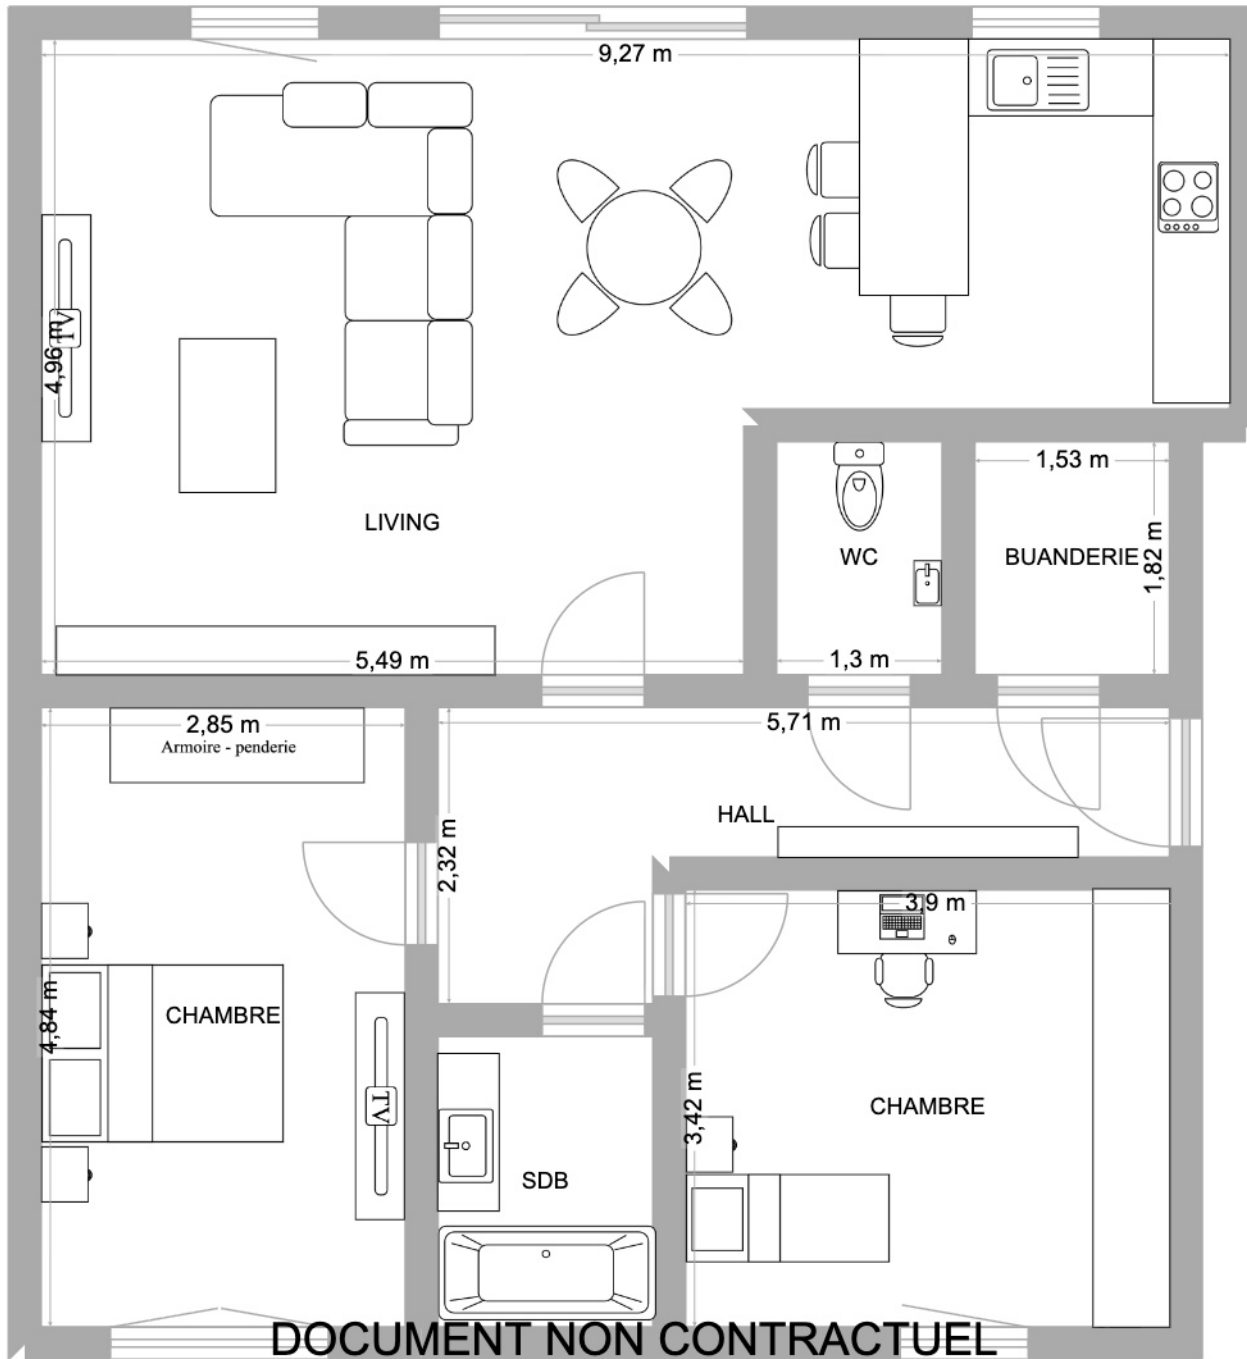 9,27 m
TV
4,96 m
LIVING
WC
1,53 m
BUANDERIE
1,82 m
5,49 m
1,3 m
2,85 m
Armoire - penderie
5,71 m
HALL
2,32 m
3,9 m
CHAMBRE
4,84 m
TV
CHAMBRE
3,42 m
SDB
DOCUMENT NON CONTRACTUEL